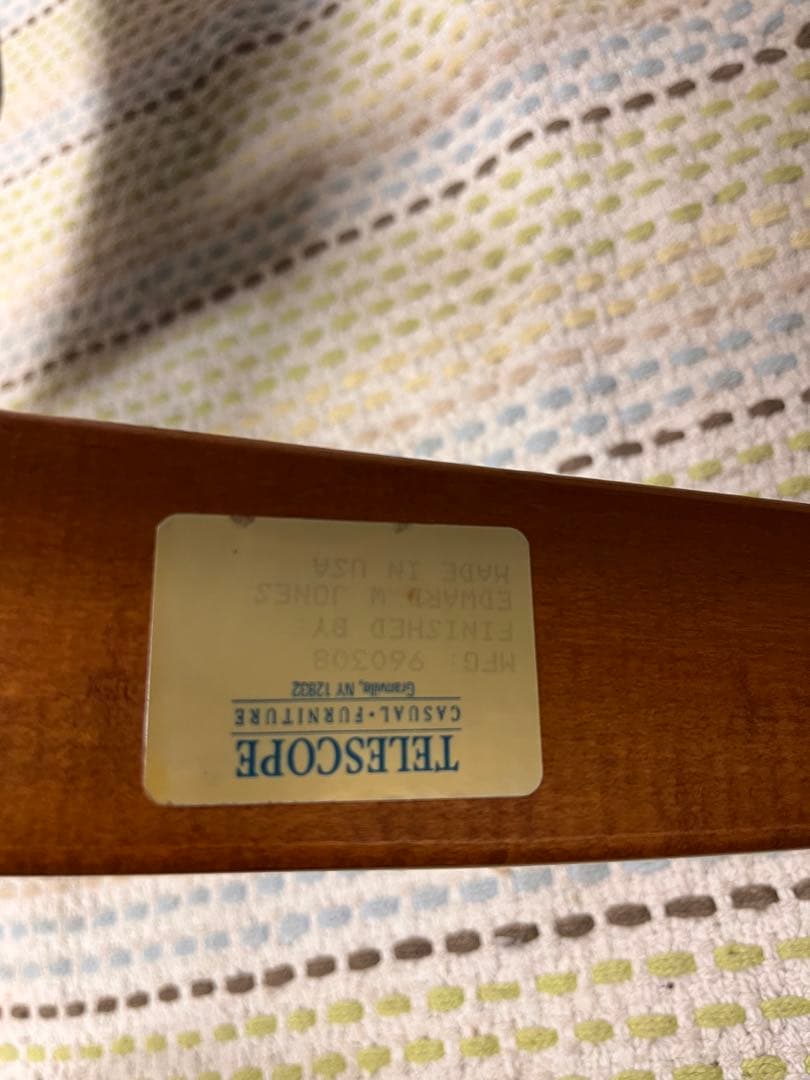 TELESCOPE
CASUAL • FURNITURE
Granville, NY 12832
MFG: 960308
FINISHED BY:
EDWARD W JONES
MADE IN USA